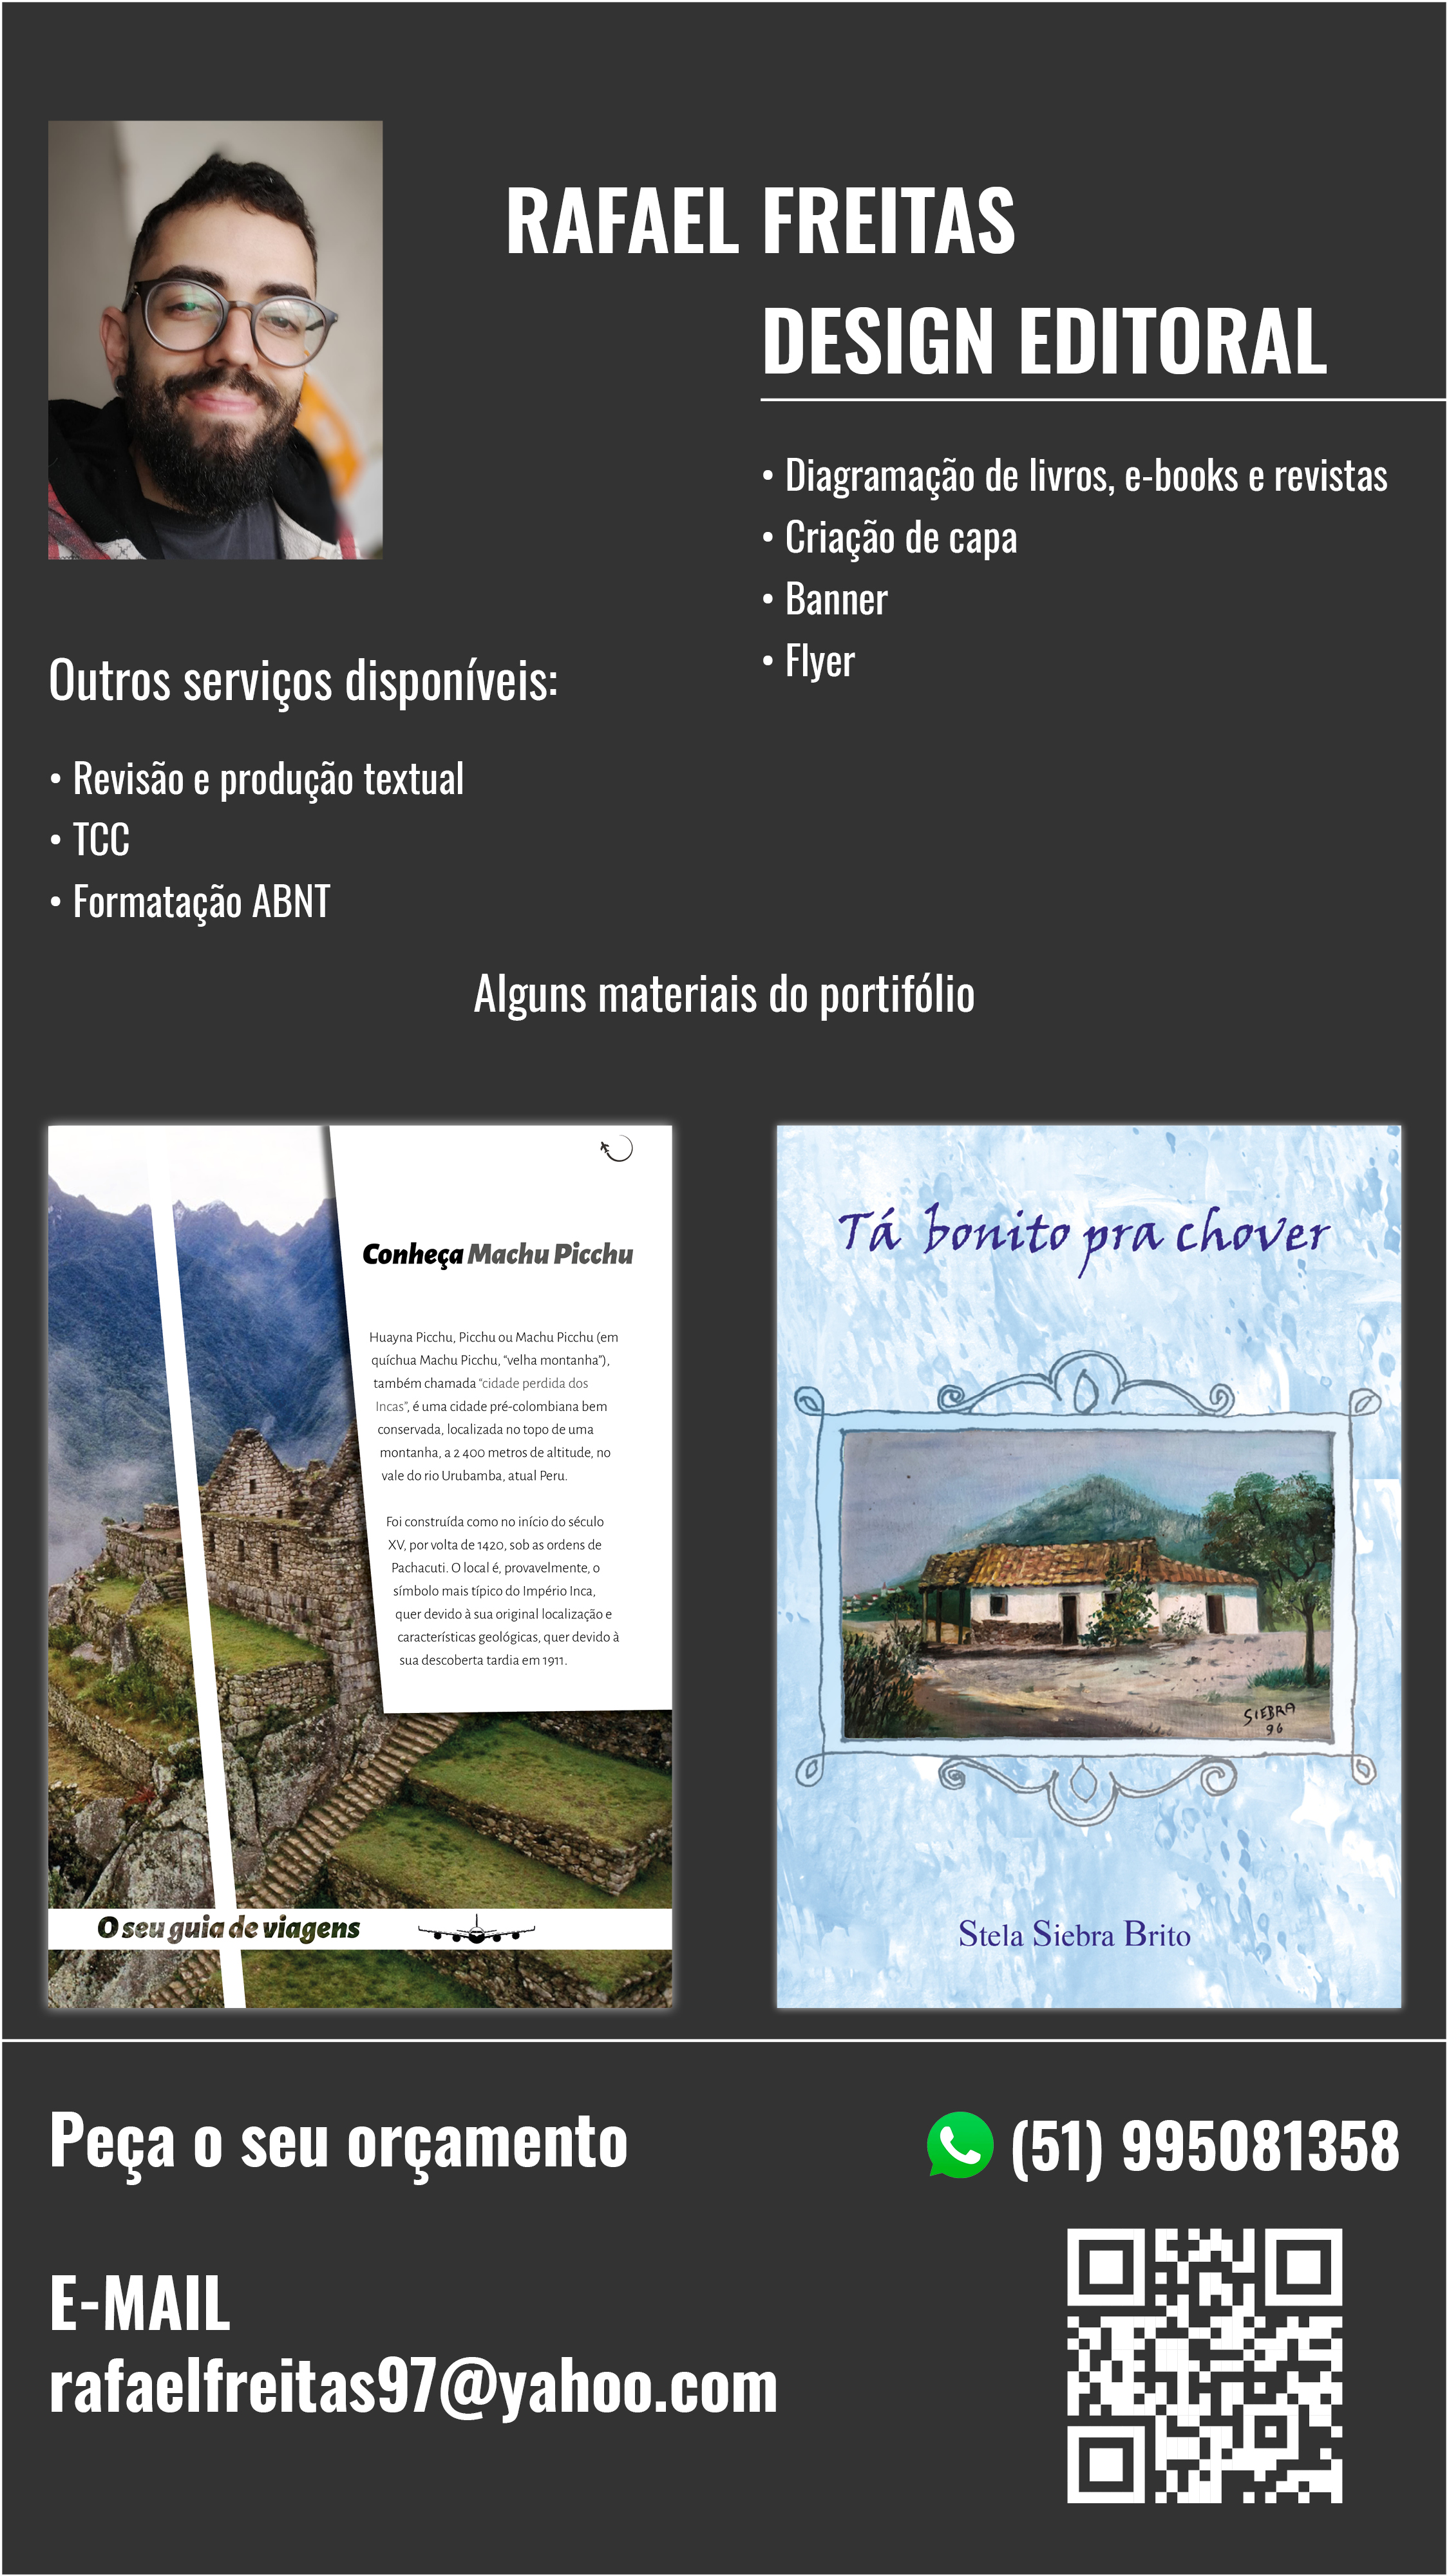 RAFAEL FREITAS
DESIGN EDITORAL
• Diagramação de livros, e-books e revistas
• Criação de capa
• Banner
• Flyer
Outros serviços disponíveis:
• Revisão e produção textual
• TCC
• Formatação ABNT
Alguns materiais do portifólio
Conheça Machu Picchu
Huayna Picchu, Picchu ou Machu Picchu (em
quíchua Machu Picchu, “velha montanha”),
também chamada “cidade perdida dos
Incas”, é uma cidade pré-colombiana bem
conservada, localizada no topo de uma
montanha, a 2 400 metros de altitude, no
vale do rio Urubamba, atual Peru.
Foi construída como no início do século
XV, por volta de 1420, sob as ordens de
Pachacuti. O local é, provavelmente, o
símbolo mais típico do Império Inca,
quer devido à sua original localização e
características geológicas, quer devido à
sua descoberta tardia em 1911.
O seu guia de viagens
Tá bonito pra chover
SIEBRA
96
Stela Siebra Brito
Peça o seu orçamento
(51) 995081358
E-MAIL
rafaelfreitas97@yahoo.com